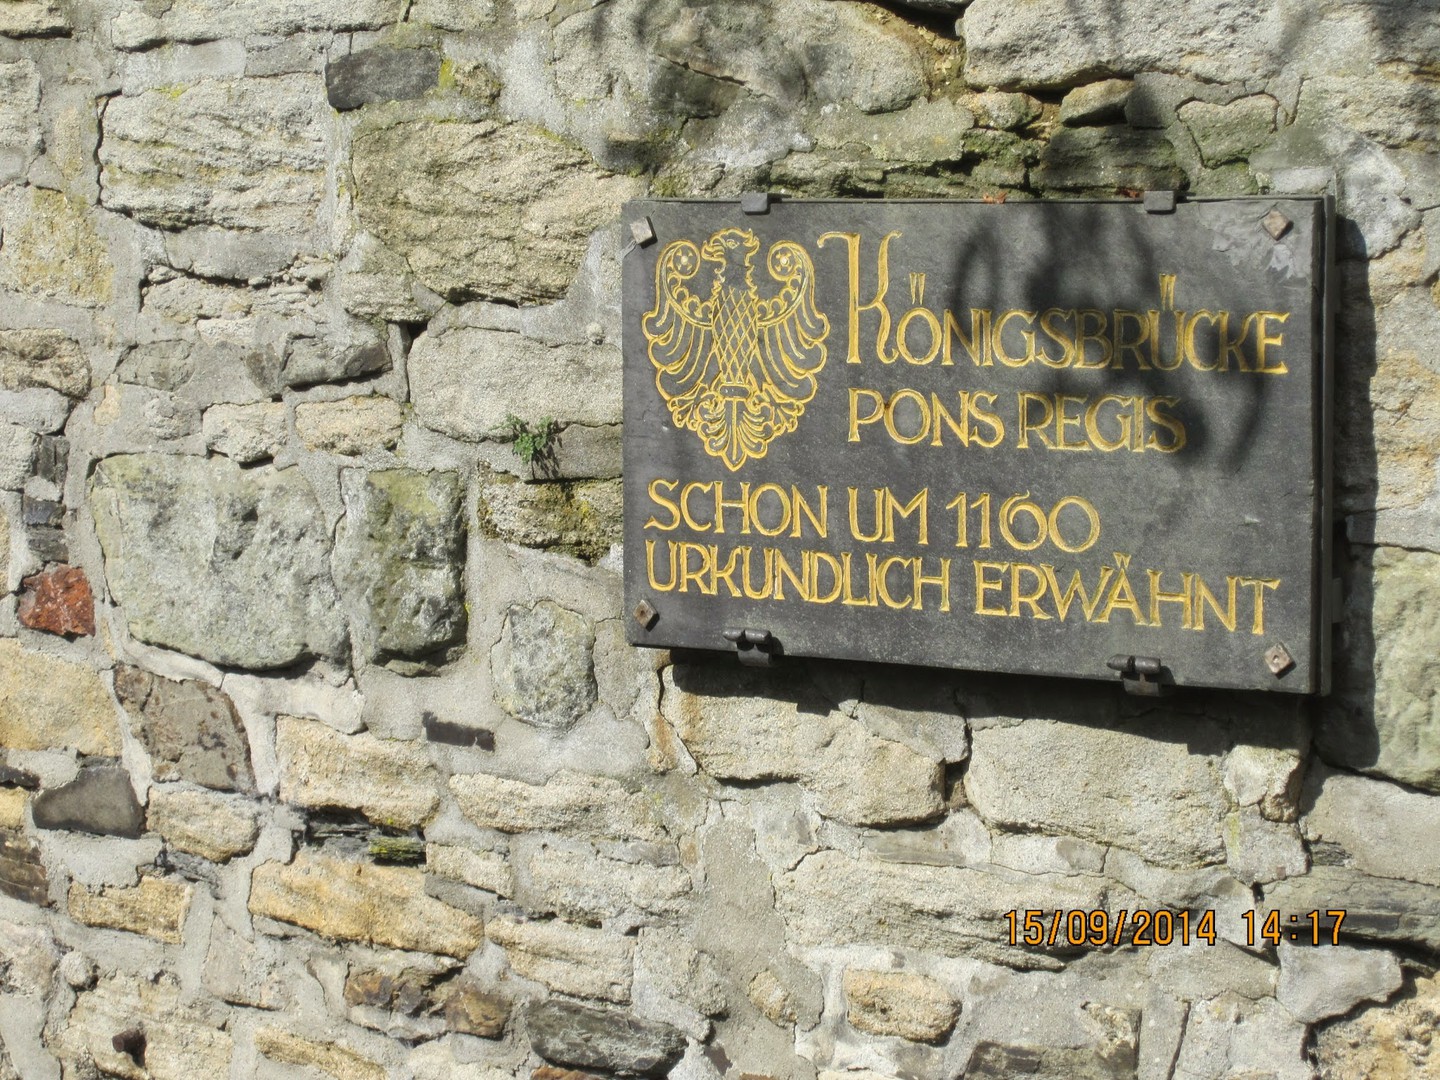 KÖNIGSBRÜCKE
PONS REGIS
SCHON UM 1160
URKUNDLICH ERWÄHNT
15/09/2014 14:17